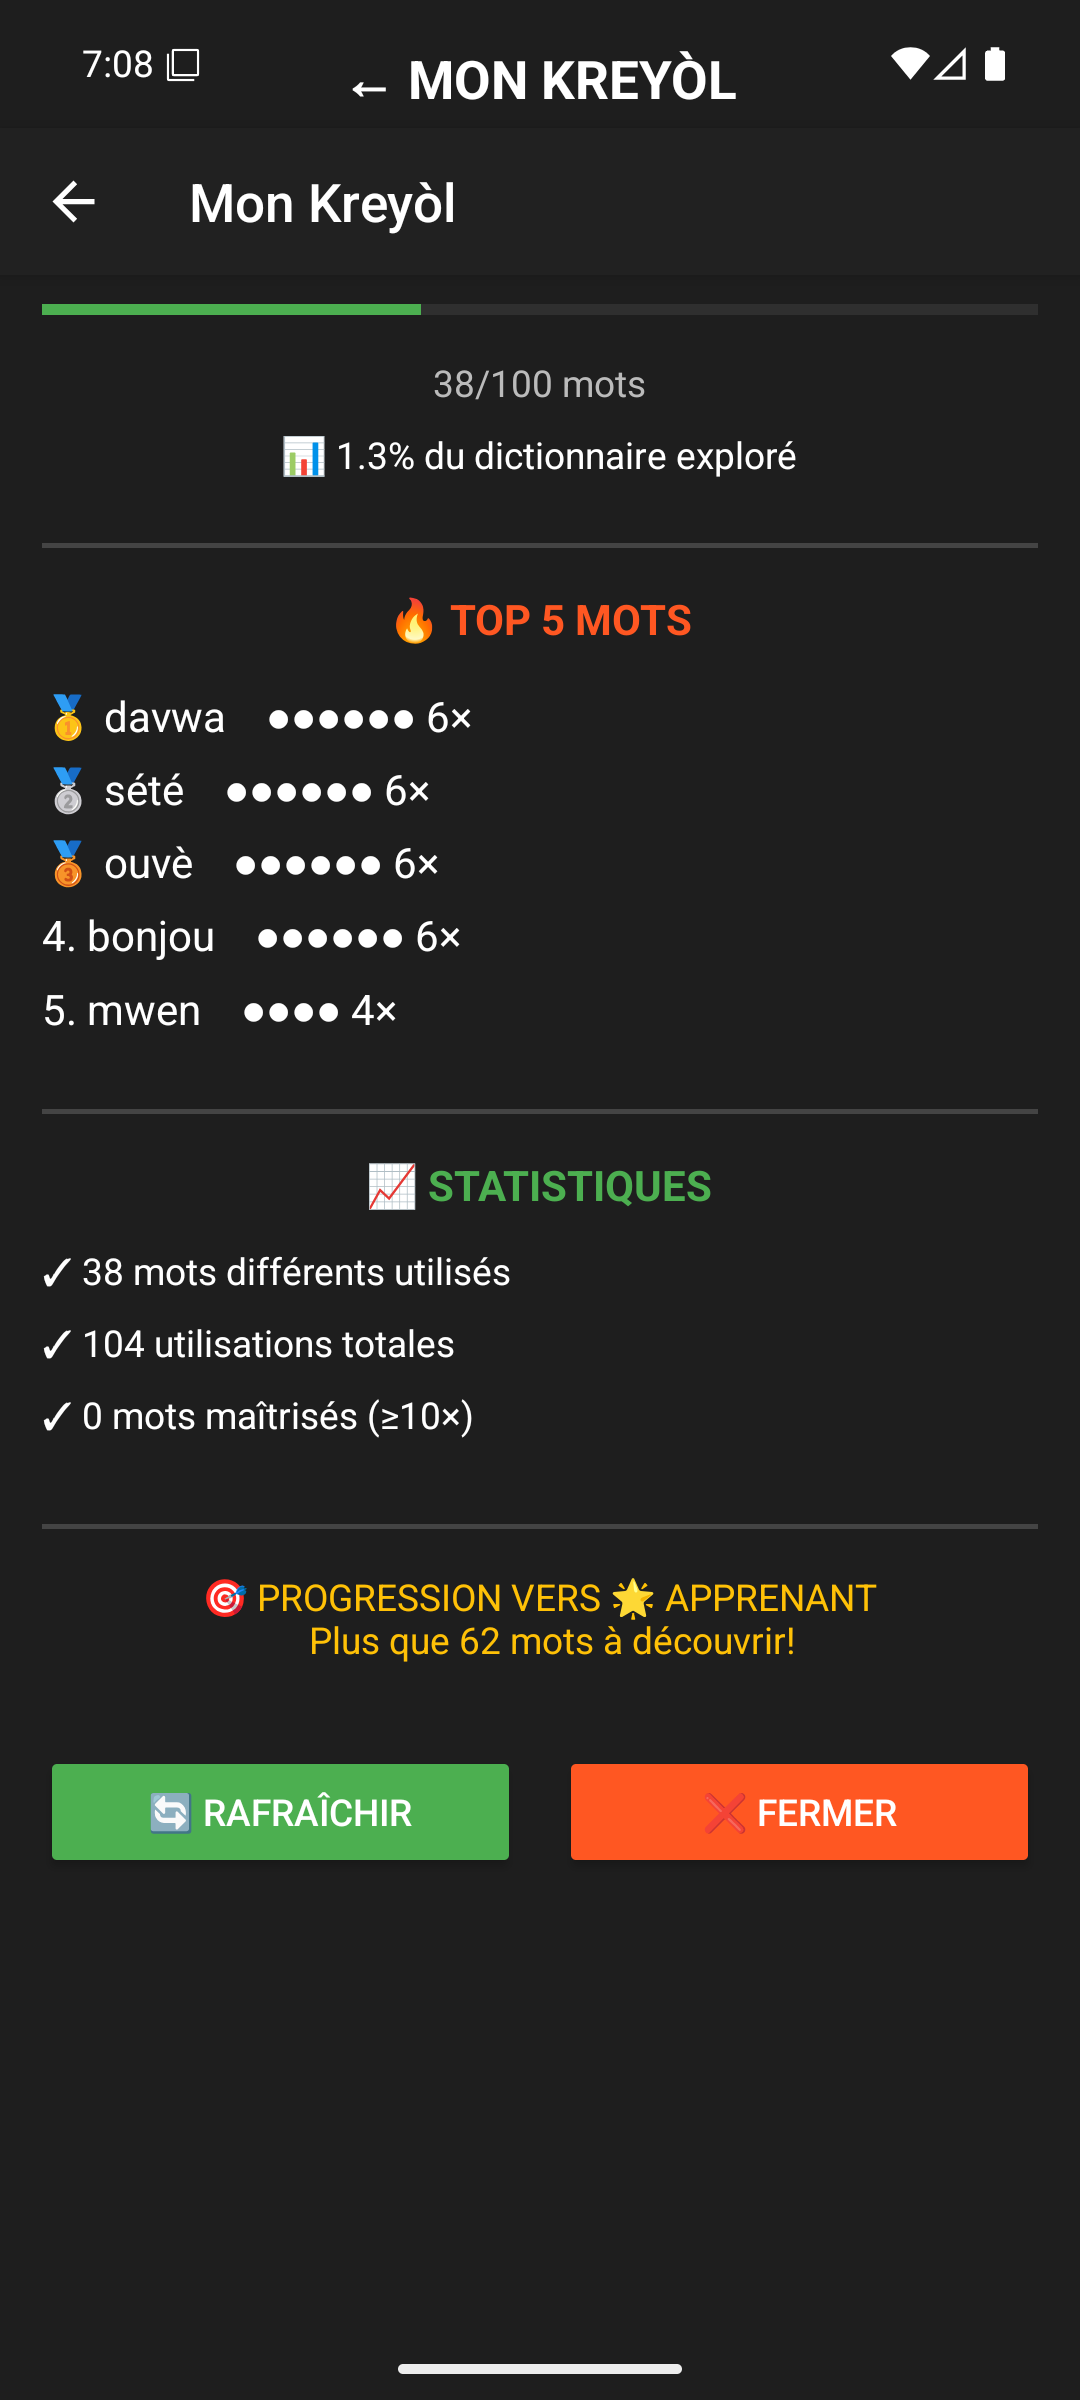 7:08
← MON KREYÒL
Mon Kreyòl
38/100 mots
📊 1.3% du dictionnaire exploré
🔥 TOP 5 MOTS
🥇 davwa ●●●●●● 6×
🥈 sété ●●●●●● 6×
🥉 ouvè ●●●●●● 6×
4. bonjou ●●●●●● 6×
5. mwen ●●●● 4×
📈 STATISTIQUES
✓ 38 mots différents utilisés
✓ 104 utilisations totales
✓ 0 mots maîtrisés (≥10×)
🎯 PROGRESSION VERS 🌟 APPRENANT
Plus que 62 mots à découvrir!
🔄 RAFRAÎCHIR
❌ FERMER